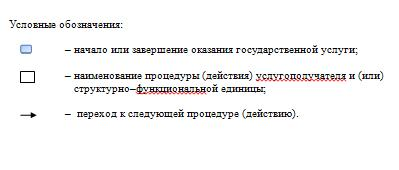 Условные обозначения:
– начало или завершение оказания государственной услуги;
– наименование процедуры (действия) услугополучателя и (или)
структурно–функциональной единицы;
– переход к следующей процедуре (действию).